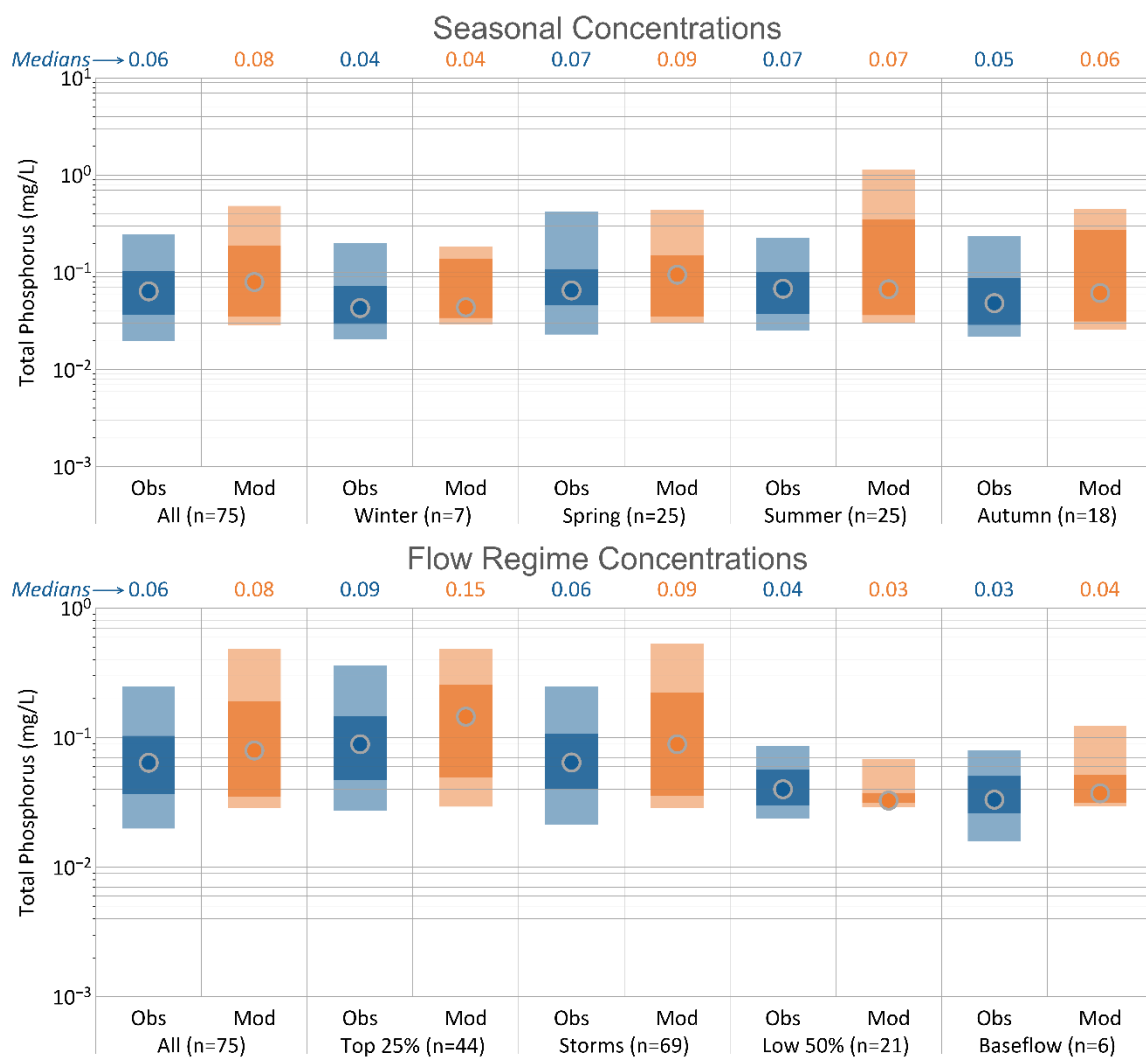 Seasonal Concentrations
Medians→ 0.06 0.08 0.04 0.04 0.07 0.09 0.07 0.07 0.05 0.06
Total Phosphorus (mg/L)
10¹
10⁰
10⁻¹
10⁻²
10⁻³
Obs Mod Obs Mod Obs Mod Obs Mod Obs Mod
All (n=75) Winter (n=7) Spring (n=25) Summer (n=25) Autumn (n=18)
Flow Regime Concentrations
Medians→ 0.06 0.08 0.09 0.15 0.06 0.09 0.04 0.03 0.03 0.04
Total Phosphorus (mg/L)
10⁰
10⁻¹
10⁻²
10⁻³
Obs Mod Obs Mod Obs Mod Obs Mod Obs Mod
All (n=75) Top 25% (n=44) Storms (n=69) Low 50% (n=21) Baseflow (n=6)